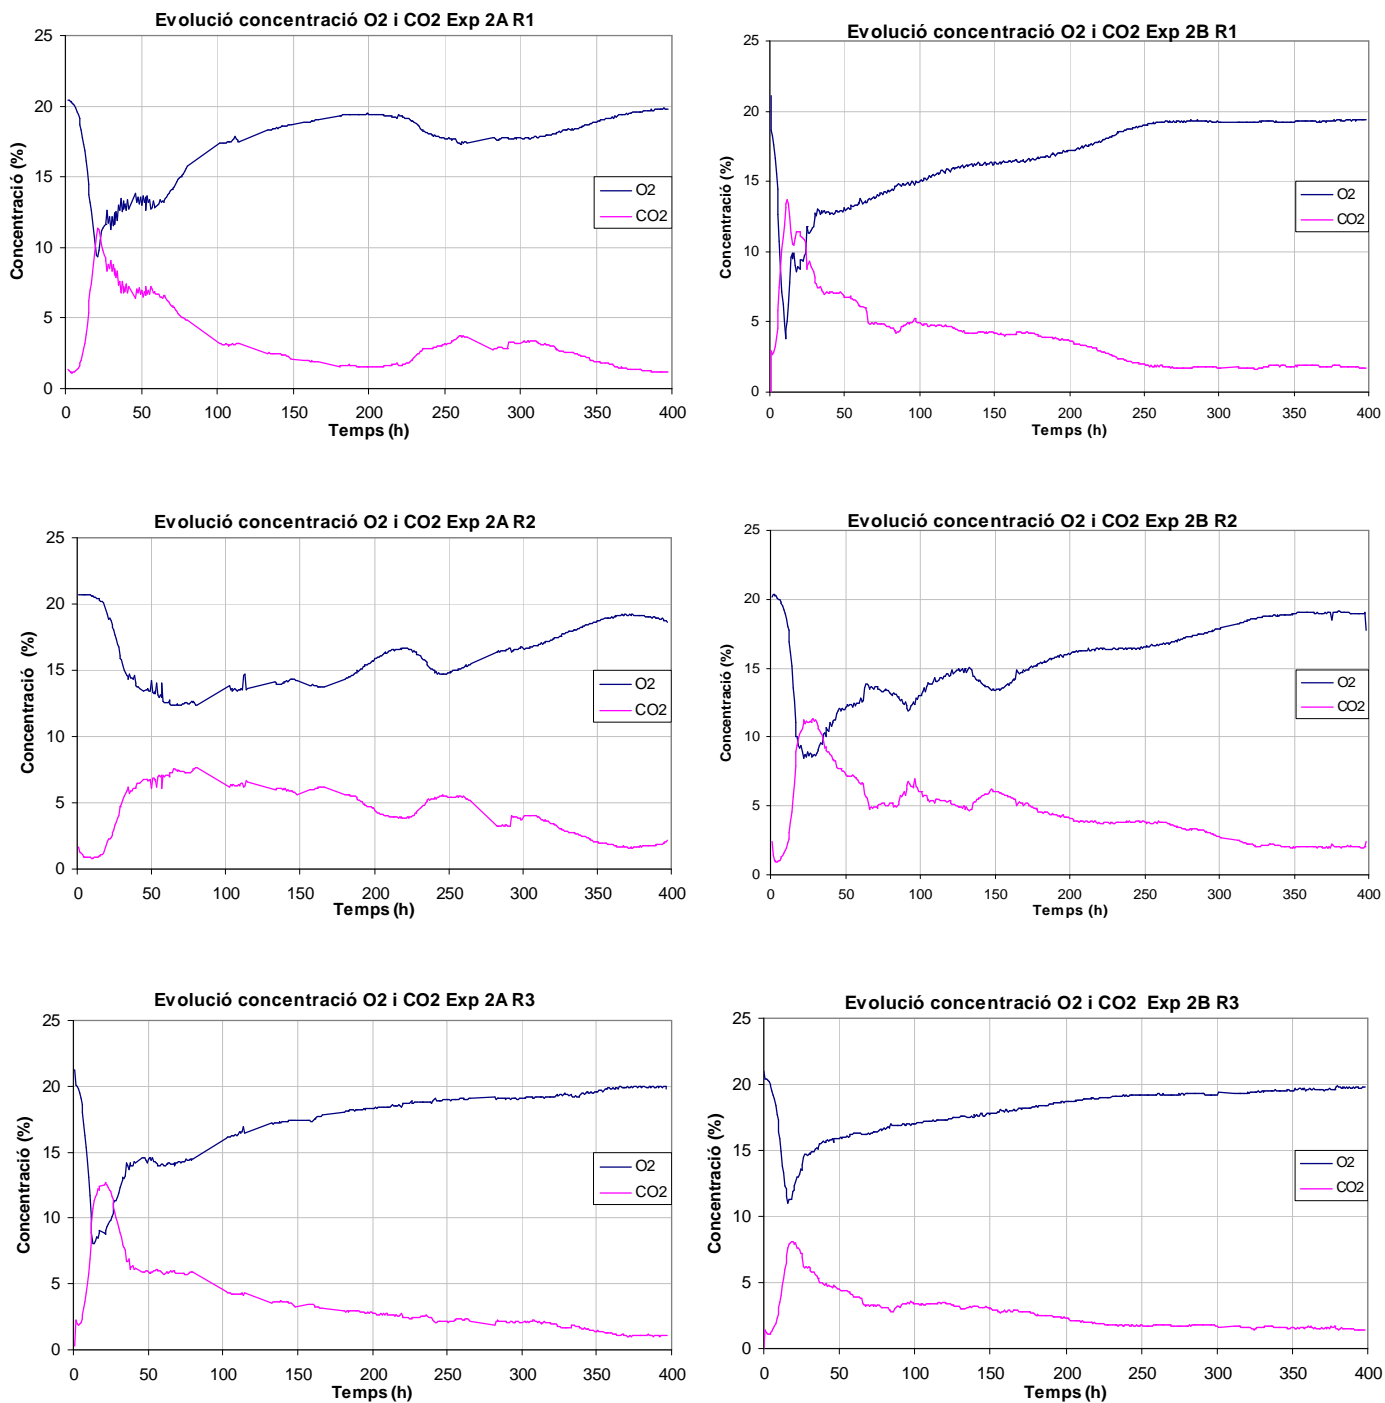 Evolució concentració O2 i CO2 Exp 2A R1
25
20
15
10
5
0
Concentració (%)
O2
CO2
0 50 100 150 200 250 300 350 400
Temps (h)
Evolució concentració O2 i CO2 Exp 2B R1
25
20
15
10
5
0
Concentració (%)
O2
CO2
0 50 100 150 200 250 300 350 400
Temps (h)
Evolució concentració O2 i CO2 Exp 2A R2
25
20
15
10
5
0
Concentració (%)
O2
CO2
0 50 100 150 200 250 300 350 400
Temps (h)
Evolució concentració O2 i CO2 Exp 2B R2
25
20
15
10
5
0
Concentració (%)
O2
CO2
0 50 100 150 200 250 300 350 400
Temps (h)
Evolució concentració O2 i CO2 Exp 2A R3
25
20
15
10
5
0
Concentració (%)
O2
CO2
0 50 100 150 200 250 300 350 400
Temps (h)
Evolució concentració O2 i CO2 Exp 2B R3
25
20
15
10
5
0
Concentració (%)
O2
CO2
0 50 100 150 200 250 300 350 400
Temps (h)